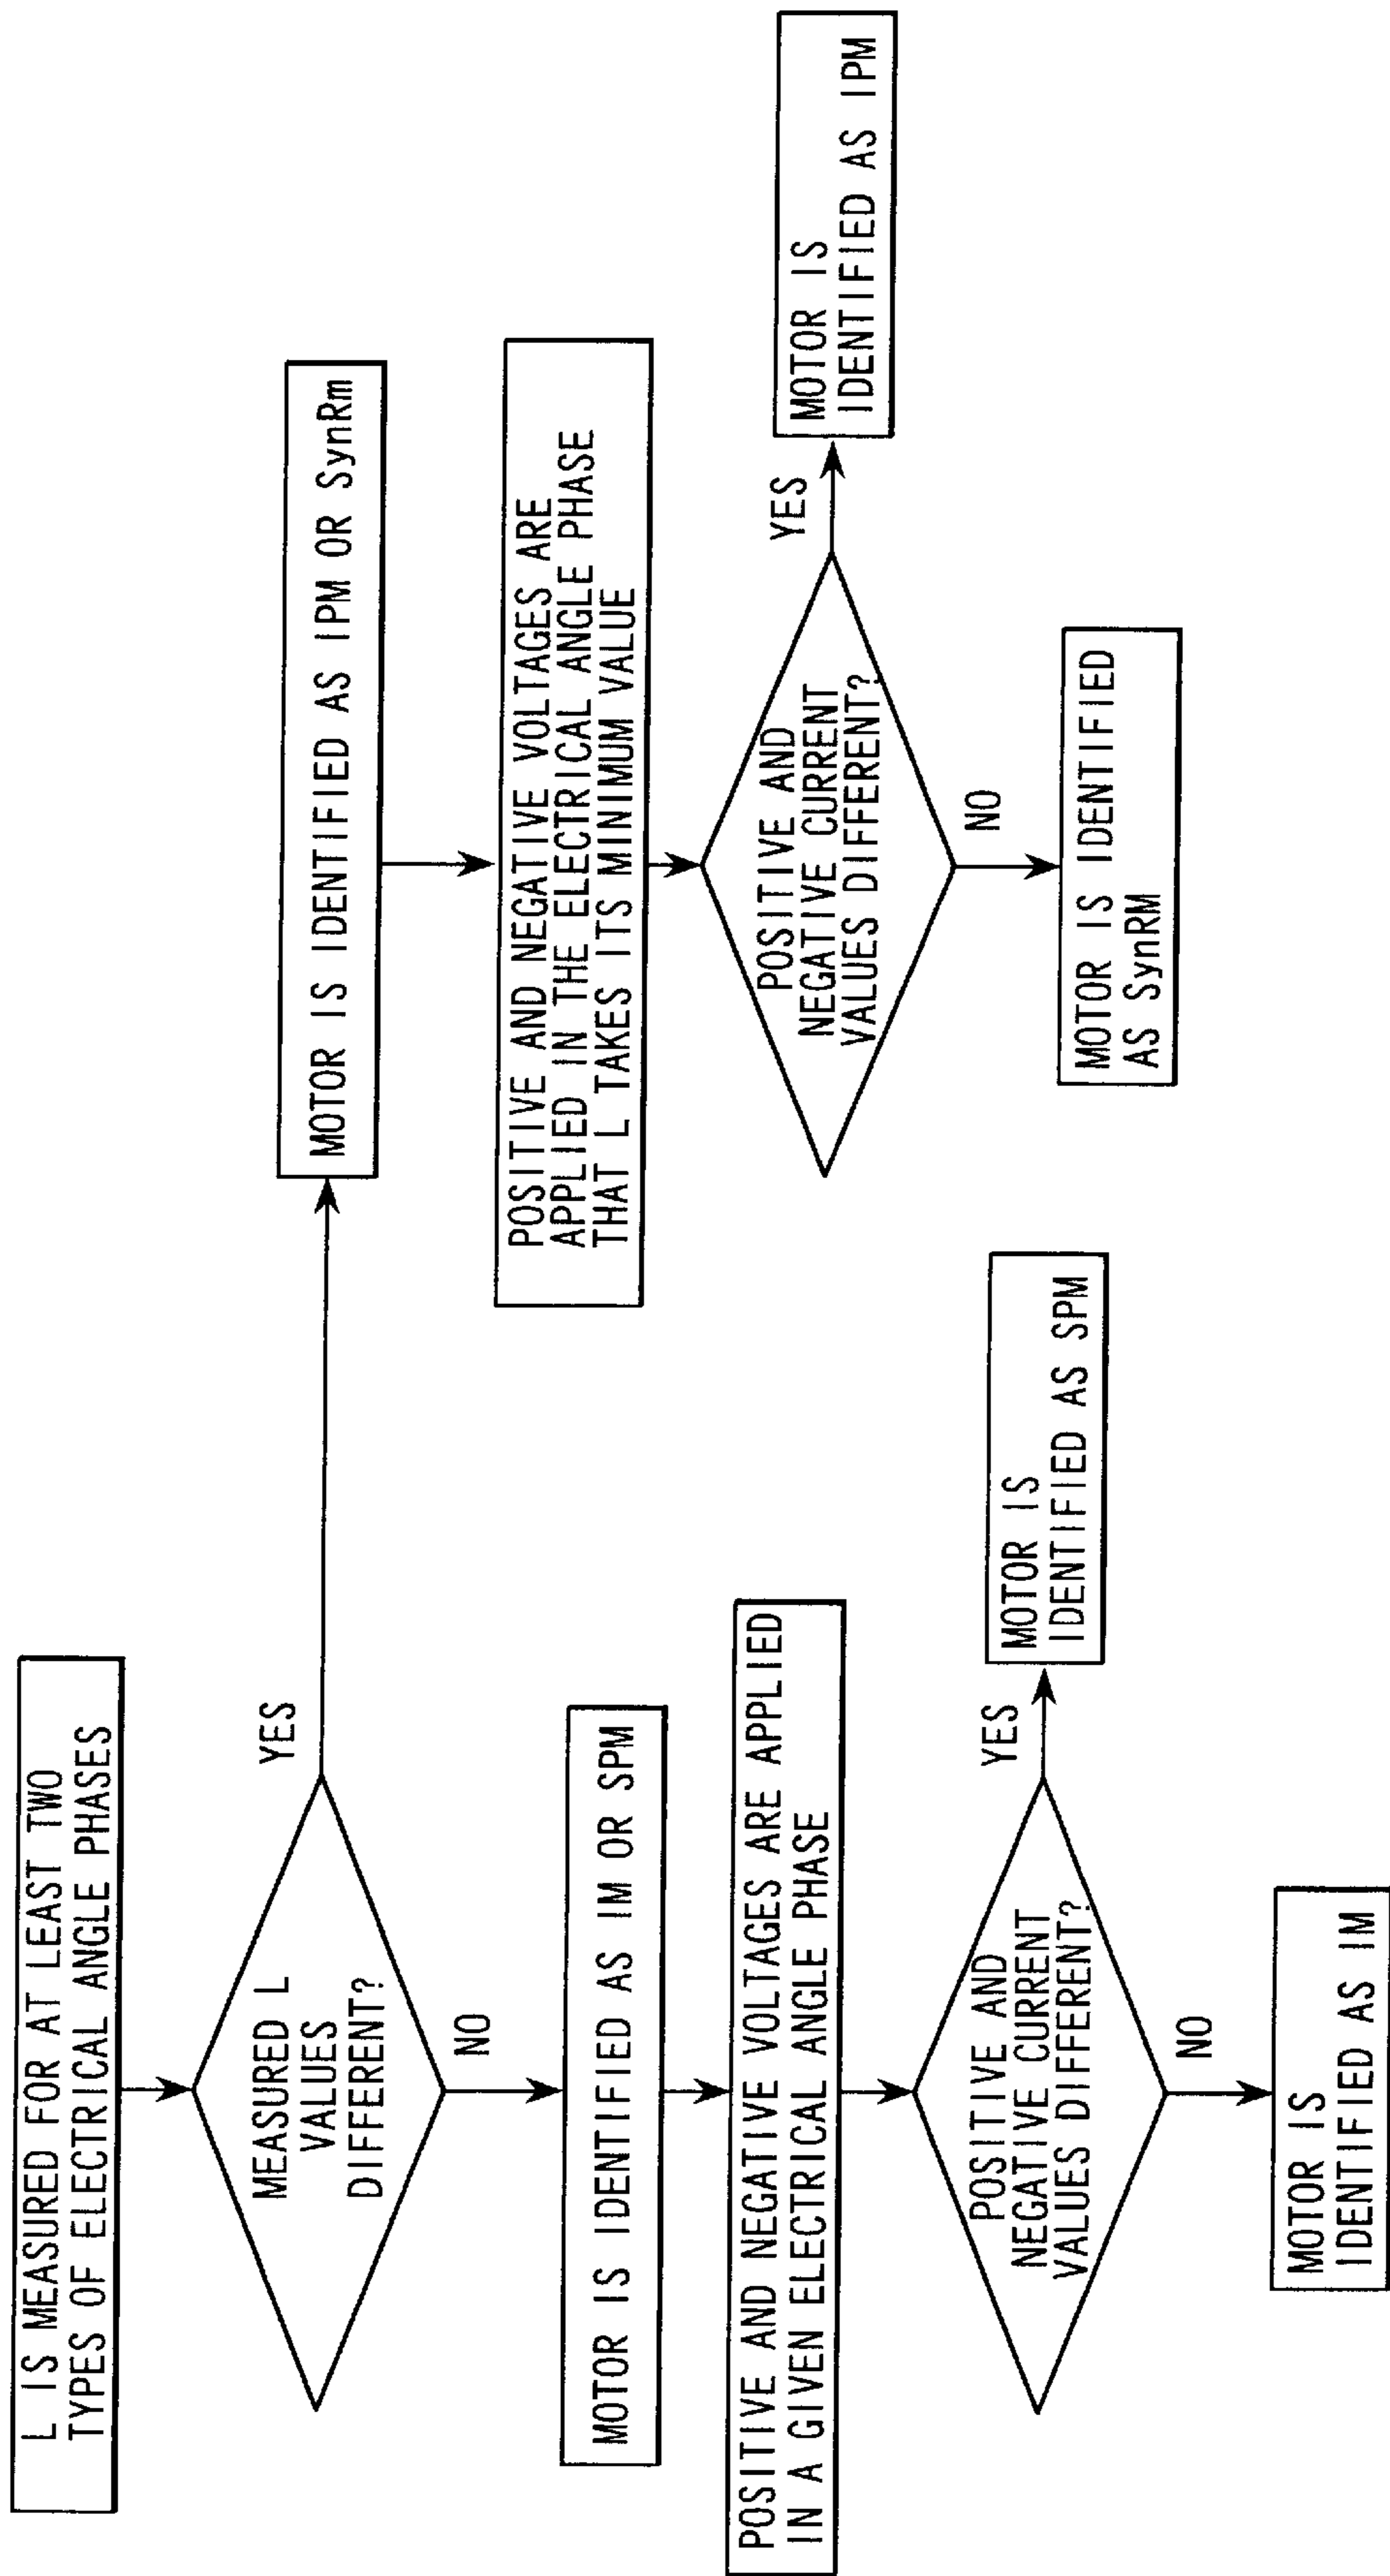 L IS MEASURED FOR AT LEAST TWO
TYPES OF ELECTRICAL ANGLE PHASES
MEASURED L
VALUES
DIFFERENT?
YES
NO
MOTOR IS IDENTIFIED AS IPM OR SynRm
POSITIVE AND NEGATIVE VOLTAGES ARE
APPLIED IN THE ELECTRICAL ANGLE PHASE
THAT L TAKES ITS MINIMUM VALUE
POSITIVE AND
NEGATIVE CURRENT
VALUES DIFFERENT?
YES
MOTOR IS
IDENTIFIED AS IPM
NO
MOTOR IS IDENTIFIED
AS SynRM
MOTOR IS IDENTIFIED AS IM OR SPM
POSITIVE AND NEGATIVE VOLTAGES ARE APPLIED
IN A GIVEN ELECTRICAL ANGLE PHASE
POSITIVE AND
NEGATIVE CURRENT
VALUES DIFFERENT?
YES
MOTOR IS
IDENTIFIED AS SPM
NO
MOTOR IS
IDENTIFIED AS IM